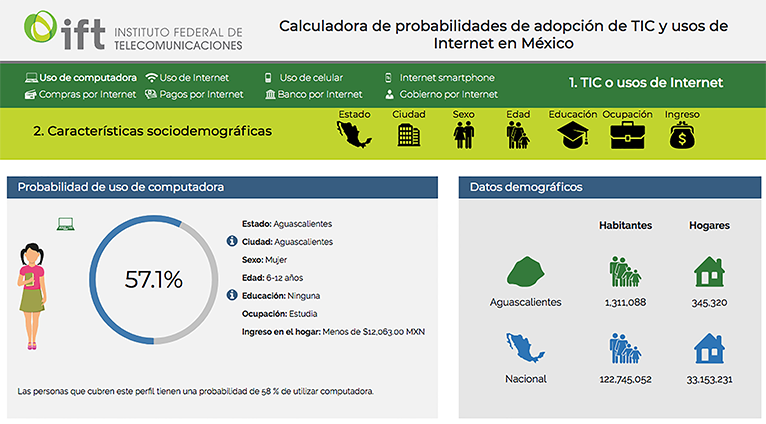 ift INSTITUTO FEDERAL DE
TELECOMUNICACIONES
Calculadora de probabilidades de adopción de TIC y usos de
Internet en México
Uso de computadora Uso de Internet Uso de celular Internet smartphone
Compras por Internet Pagos por Internet Banco por Internet Gobierno por Internet
1. TIC o usos de Internet
2. Características sociodemográficas
Estado Ciudad Sexo Edad Educación Ocupación Ingreso
Probabilidad de uso de computadora
57.1%
Estado: Aguascalientes
Ciudad: Aguascalientes
Sexo: Mujer
Edad: 6-12 años
Educación: Ninguna
Ocupación: Estudia
Ingreso en el hogar: Menos de $12,063.00 MXN
Las personas que cubren este perfil tienen una probabilidad de 58 % de utilizar computadora.
Datos demográficos
Habitantes Hogares
Aguascalientes 1,311,088 345,320
Nacional 122,745,052 33,153,231